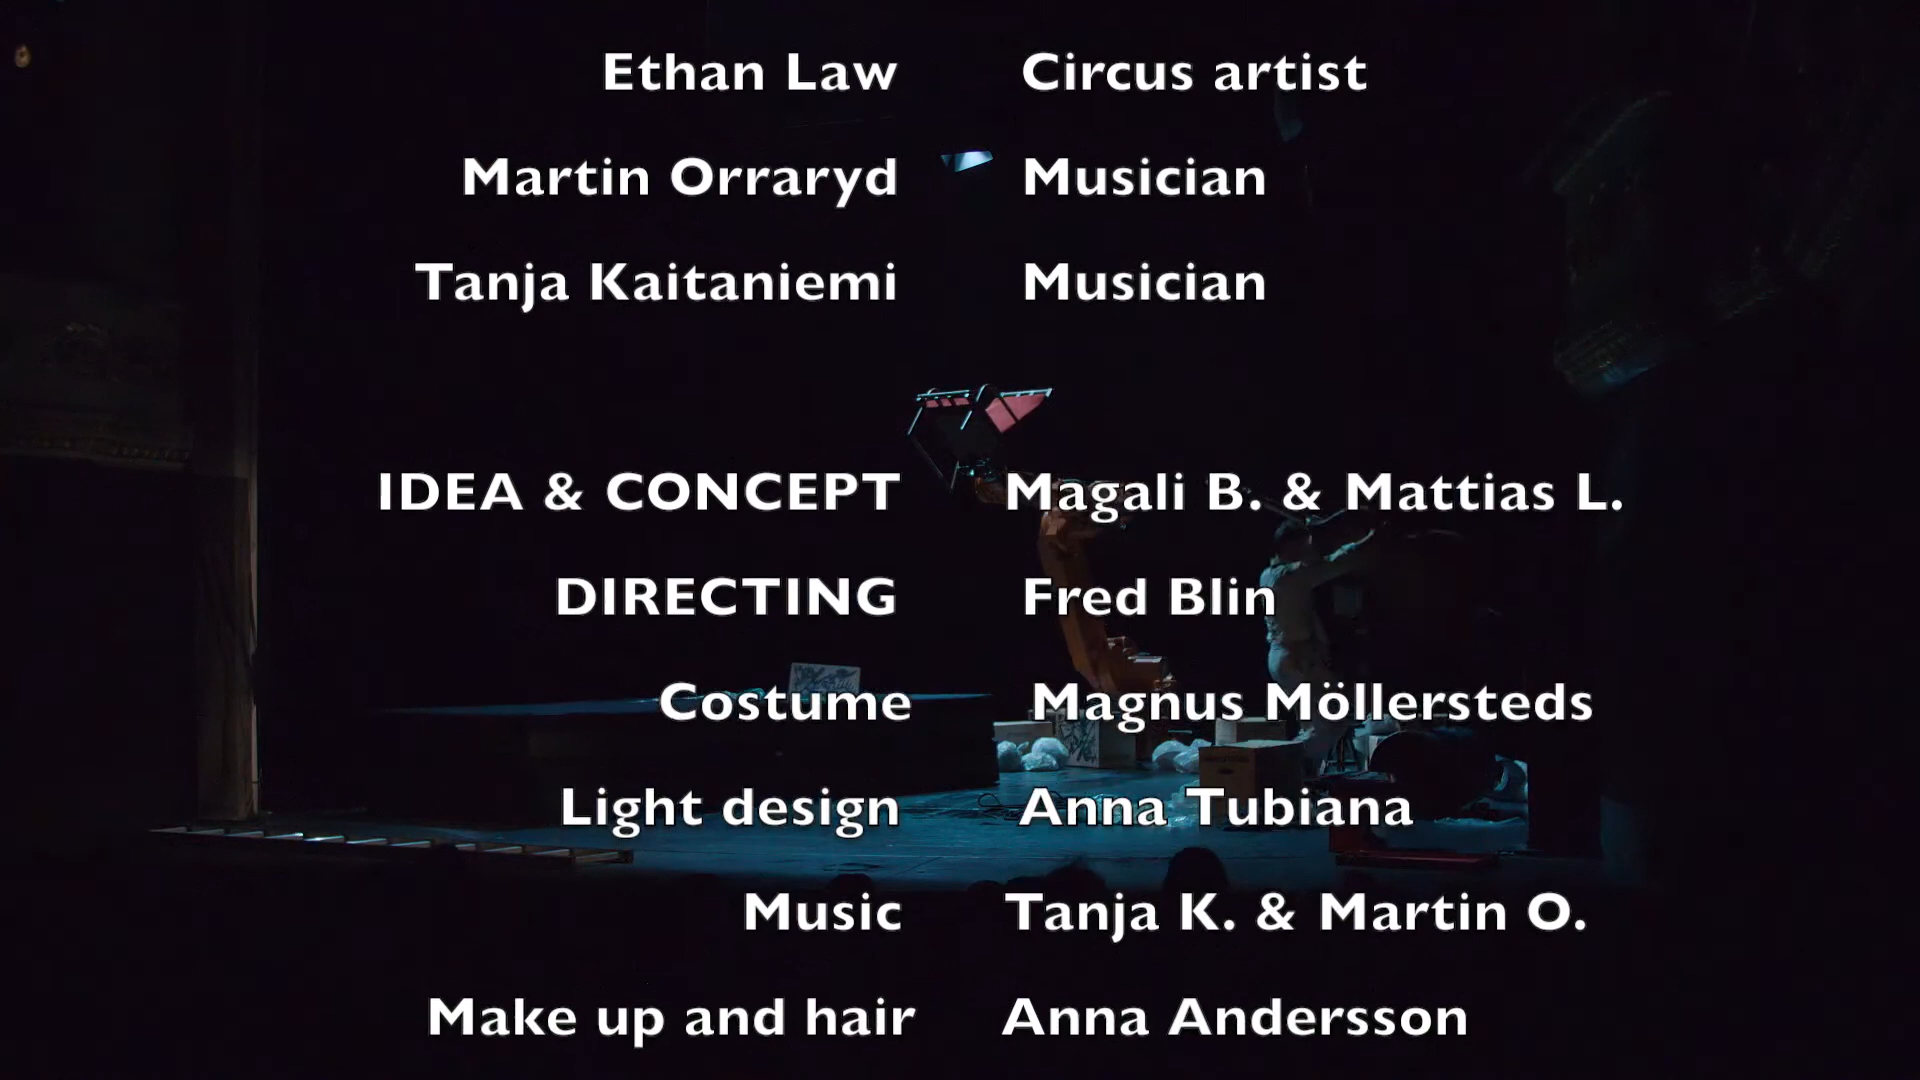 Ethan Law Circus artist
Martin Orraryd Musician
Tanja Kaitaniemi Musician
IDEA & CONCEPT Magali B. & Mattias L.
DIRECTING Fred Blin
Costume Magnus Möllersteds
Light design Anna Tubiana
Music Tanja K. & Martin O.
Make up and hair Anna Andersson